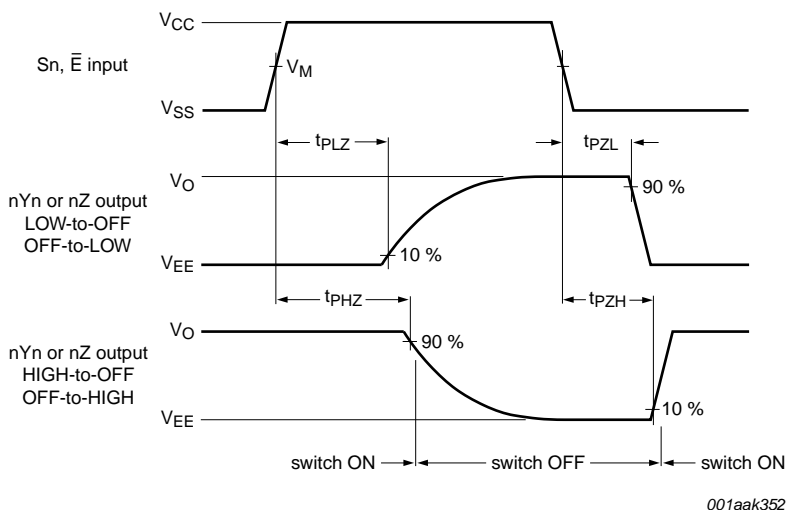 VCC
Sn, E̅ input
VM
VSS
tPLZ
tPZL
VO
nYn or nZ output
LOW-to-OFF
OFF-to-LOW
90 %
10 %
VEE
tPHZ
tPZH
VO
nYn or nZ output
HIGH-to-OFF
OFF-to-HIGH
90 %
10 %
VEE
switch ON
switch OFF
switch ON
001aak352